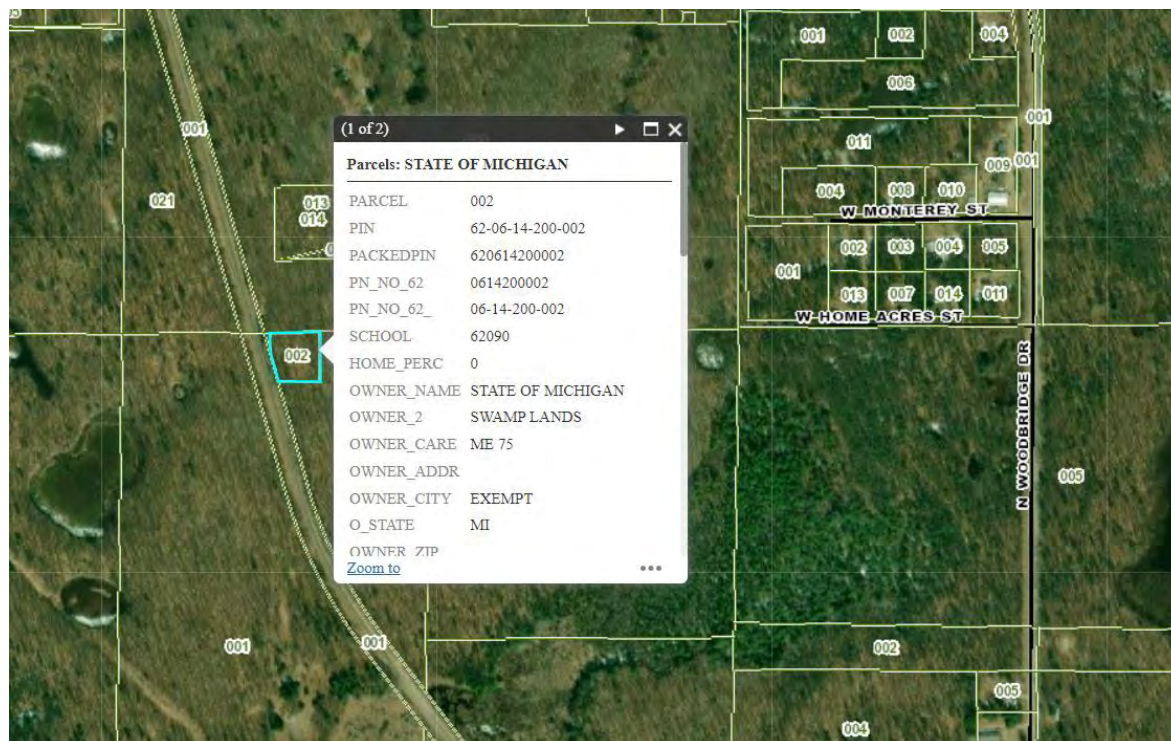 (1 of 2)
Parcels: STATE OF MICHIGAN
PARCEL 002
PIN 62-06-14-200-002
PACKEDPIN 620614200002
PN_NO_62 0614200002
PN_NO_62_ 06-14-200-002
SCHOOL 62090
HOME_PERC 0
OWNER_NAME STATE OF MICHIGAN
OWNER_2 SWAMP LANDS
OWNER_CARE ME 75
OWNER_ADDR
OWNER_CITY EXEMPT
O_STATE MI
OWNER_ZIP
Zoom to
001 002 004
006
001
001
011
009 001
021
013
014
004 008 010
W MONTEREY ST
002 003 004 005
001
013 007 014 011
W HOME ACRES ST
002
N WOODBRIDGE DR
005
001
001
002
005
004